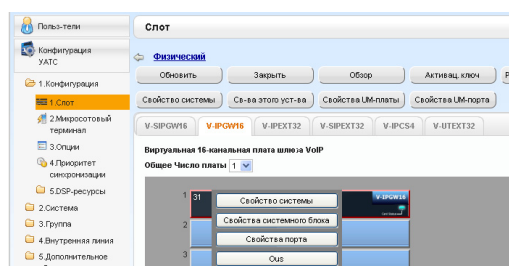 Польз-тели
Слот
Конфигурация
УАТС
Физический
Обновить
Закрыть
Обзор
Активац. ключ
1.Конфигурация
1.Слот
Свойство системы
Св-ва этого уст-ва
Свойства UM-платы
Свойства UM-порта
2.Микросотовый
терминал
V-SIPGW16
V-IPGW16
V-IPEXT32
V-SIPEXT32
V-IPCS4
V-UTEXT32
3.Опции
Виртуальная 16-канальная плата шлюза VoIP
4.Приоритет
синхронизации
Общее Число платы 1
5.DSP-ресурсы
1
31
Свойство системы
V-IPGW16
2.Система
Свойства системного блока
3.Группа
2
Свойства порта
4.Внутренняя линия
5.Дополнительное
3
Ous